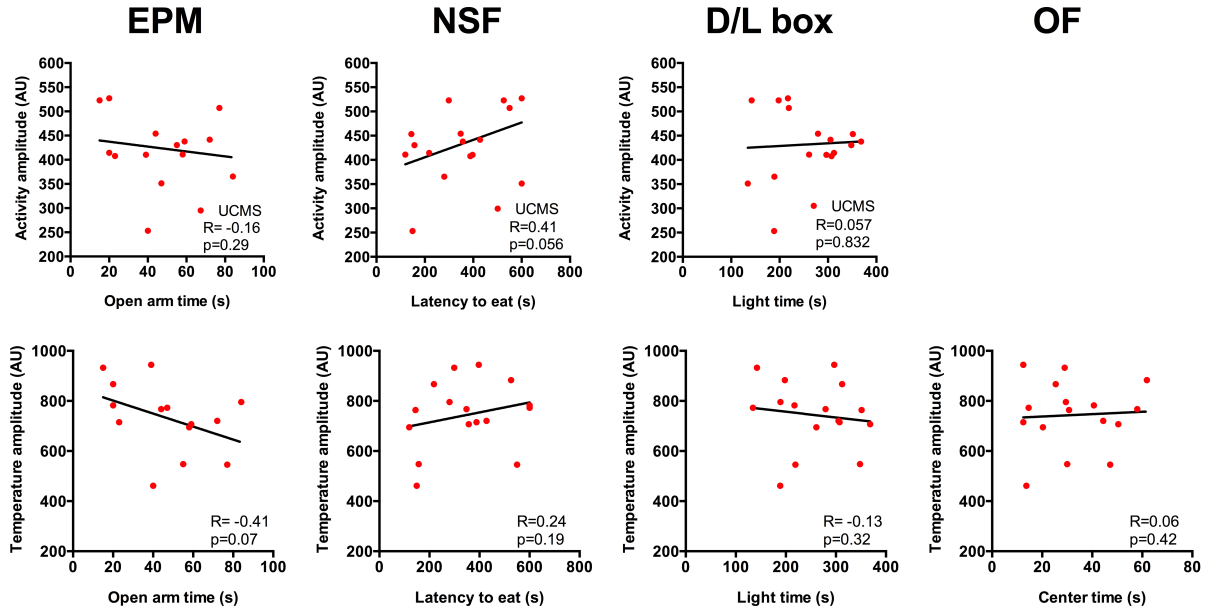 EPM
NSF
D/L box
OF
Activity amplitude (AU)
600
550
500
450
400
350
300
250
200
0 20 40 60 80 100
Open arm time (s)
UCMS
R= -0.16
p=0.29
Activity amplitude (AU)
600
550
500
450
400
350
300
250
200
0 200 400 600 800
Latency to eat (s)
UCMS
R=0.41
p=0.056
Activity amplitude (AU)
600
550
500
450
400
350
300
250
200
0 100 200 300 400
Light time (s)
UCMS
R=0.057
p=0.832
Temperature amplitude (AU)
1000
800
600
400
200
0 20 40 60 80 100
Open arm time (s)
R= -0.41
p=0.07
Temperature amplitude (AU)
1000
800
600
400
200
0 200 400 600 800
Latency to eat (s)
R=0.24
p=0.19
Temperature amplitude (AU)
1000
800
600
400
200
0 100 200 300 400
Light time (s)
R= -0.13
p=0.32
Temperature amplitude (AU)
1000
800
600
400
200
0 20 40 60 80
Center time (s)
R=0.06
p=0.42